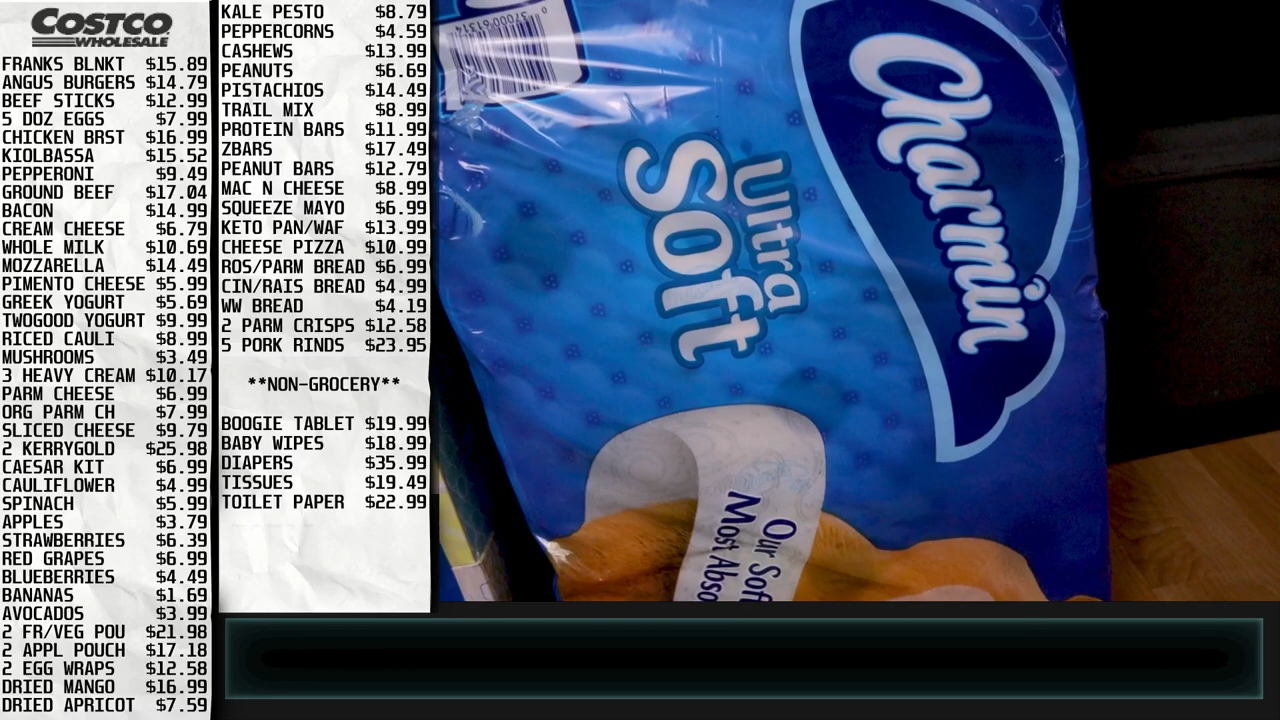 COSTCO
WHOLESALE
FRANKS BLNKT $15.89
ANGUS BURGERS $14.79
BEEF STICKS $12.99
5 DOZ EGGS $7.99
CHICKEN BRST $16.99
KIOLBASSA $15.52
PEPPERONI $9.49
GROUND BEEF $17.04
BACON $14.99
CREAM CHEESE $6.79
WHOLE MILK $10.69
MOZZARELLA $14.49
PIMENTO CHEESE $5.99
GREEK YOGURT $5.69
TWOGOOD YOGURT $9.99
RICED CAULI $8.99
MUSHROOMS $3.49
3 HEAVY CREAM $10.17
PARM CHEESE $6.99
ORG PARM CH $7.99
SLICED CHEESE $9.79
2 KERRYGOLD $25.98
CAESAR KIT $6.99
CAULIFLOWER $4.99
SPINACH $5.99
APPLES $3.79
STRAWBERRIES $6.39
RED GRAPES $6.99
BLUEBERRIES $4.49
BANANAS $1.69
AVOCADOS $3.99
2 FR/VEG POU $21.98
2 APPL POUCH $17.18
2 EGG WRAPS $12.58
DRIED MANGO $16.99
DRIED APRICOT $7.59
KALE PESTO $8.79
PEPPERCORNS $4.59
CASHEWS $13.99
PEANUTS $6.69
PISTACHIOS $14.49
TRAIL MIX $8.99
PROTEIN BARS $11.99
ZBARS $17.49
PEANUT BARS $12.79
MAC N CHEESE $8.99
SQUEEZE MAYO $6.99
KETO PAN/WAF $13.99
CHEESE PIZZA $10.99
ROS/PARM BREAD $6.99
CIN/RAIS BREAD $4.99
WW BREAD $4.19
2 PARM CRISPS $12.58
5 PORK RINDS $23.95
**NON-GROCERY**
BOOGIE TABLET $19.99
BABY WIPES $18.99
DIAPERS $35.99
TISSUES $19.49
TOILET PAPER $22.99
Charmin
Ultra
Soft
Our Soft
Most Abso